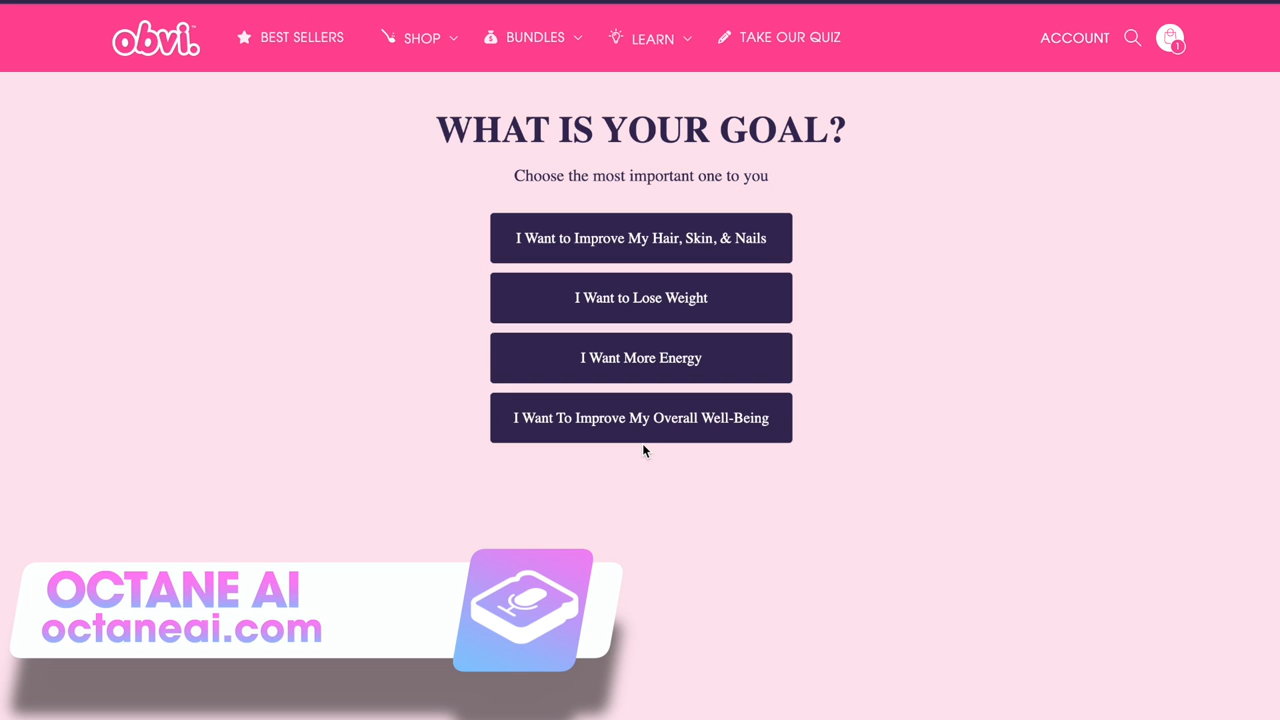 obvi.
BEST SELLERS
SHOP
BUNDLES
LEARN
TAKE OUR QUIZ
ACCOUNT
1
WHAT IS YOUR GOAL?
Choose the most important one to you
I Want to Improve My Hair, Skin, & Nails
I Want to Lose Weight
I Want More Energy
I Want To Improve My Overall Well-Being
OCTANE AI
octaneai.com